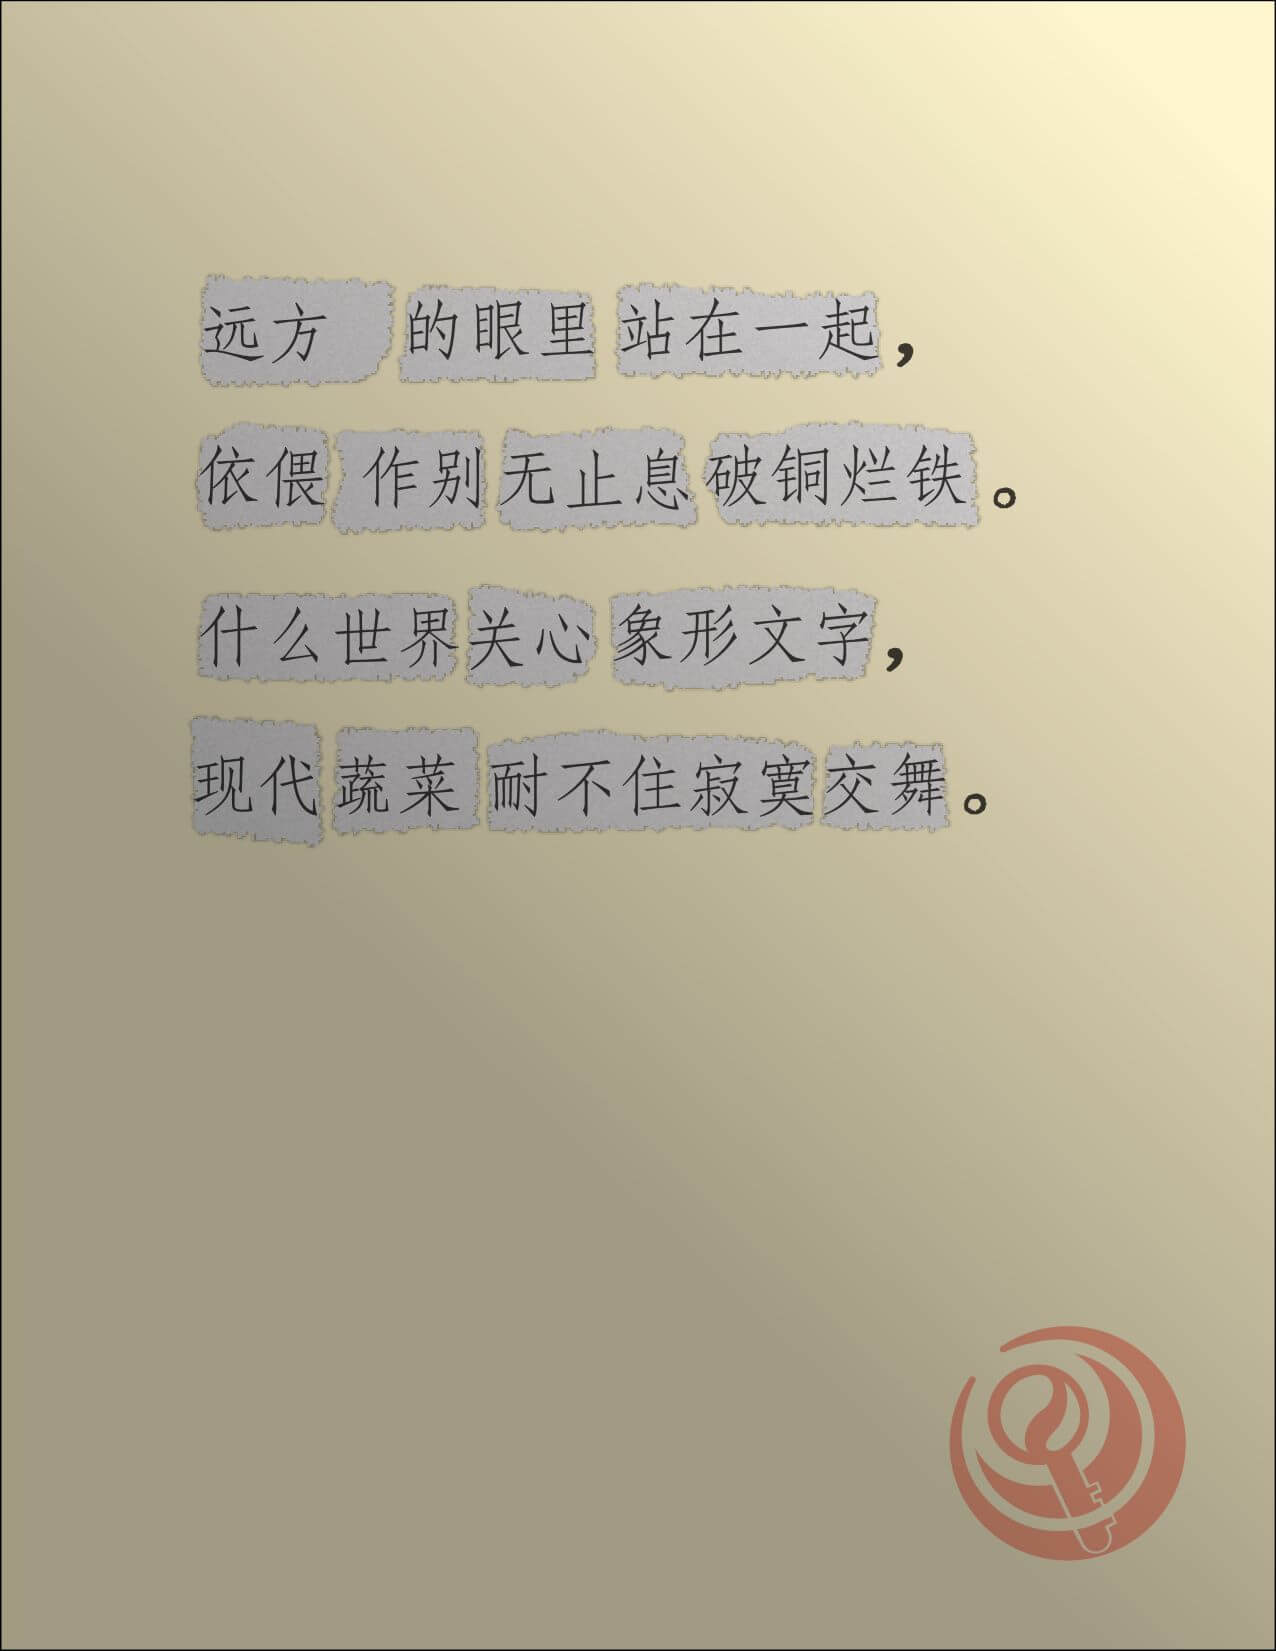 远方 的眼里 站在一起，
依偎 作别 无止息 破铜烂铁。
什么世界 关心 象形文字，
现代 蔬菜 耐不住寂寞 交舞。